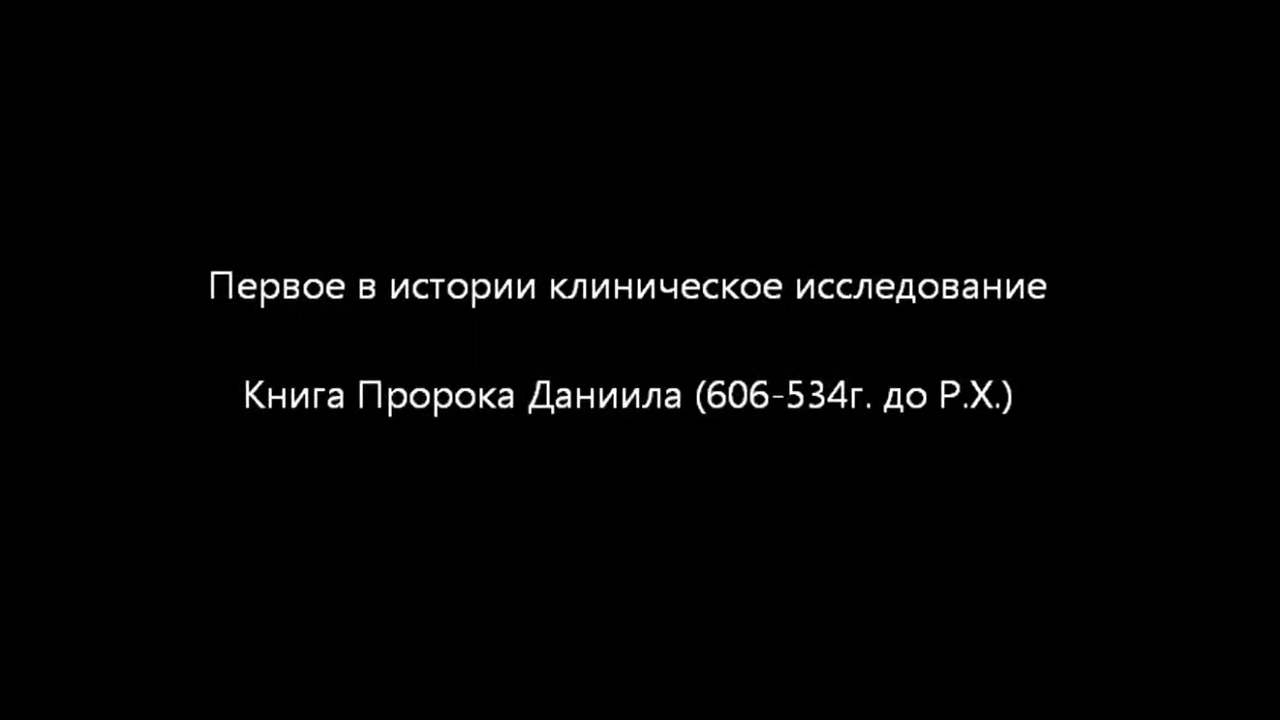 Первое в истории клиническое исследование
Книга Пророка Даниила (606-534г. до Р.Х.)